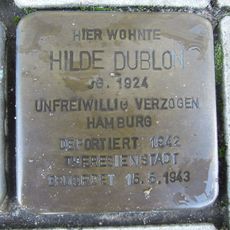 HIER WOHNTE
HILDE DUBLON
JG. 1924
UNFREIWILLIG VERZOGEN
HAMBURG
DEPORTIERT 1942
THERESIENSTADT
ERMORDET 15.5.1943